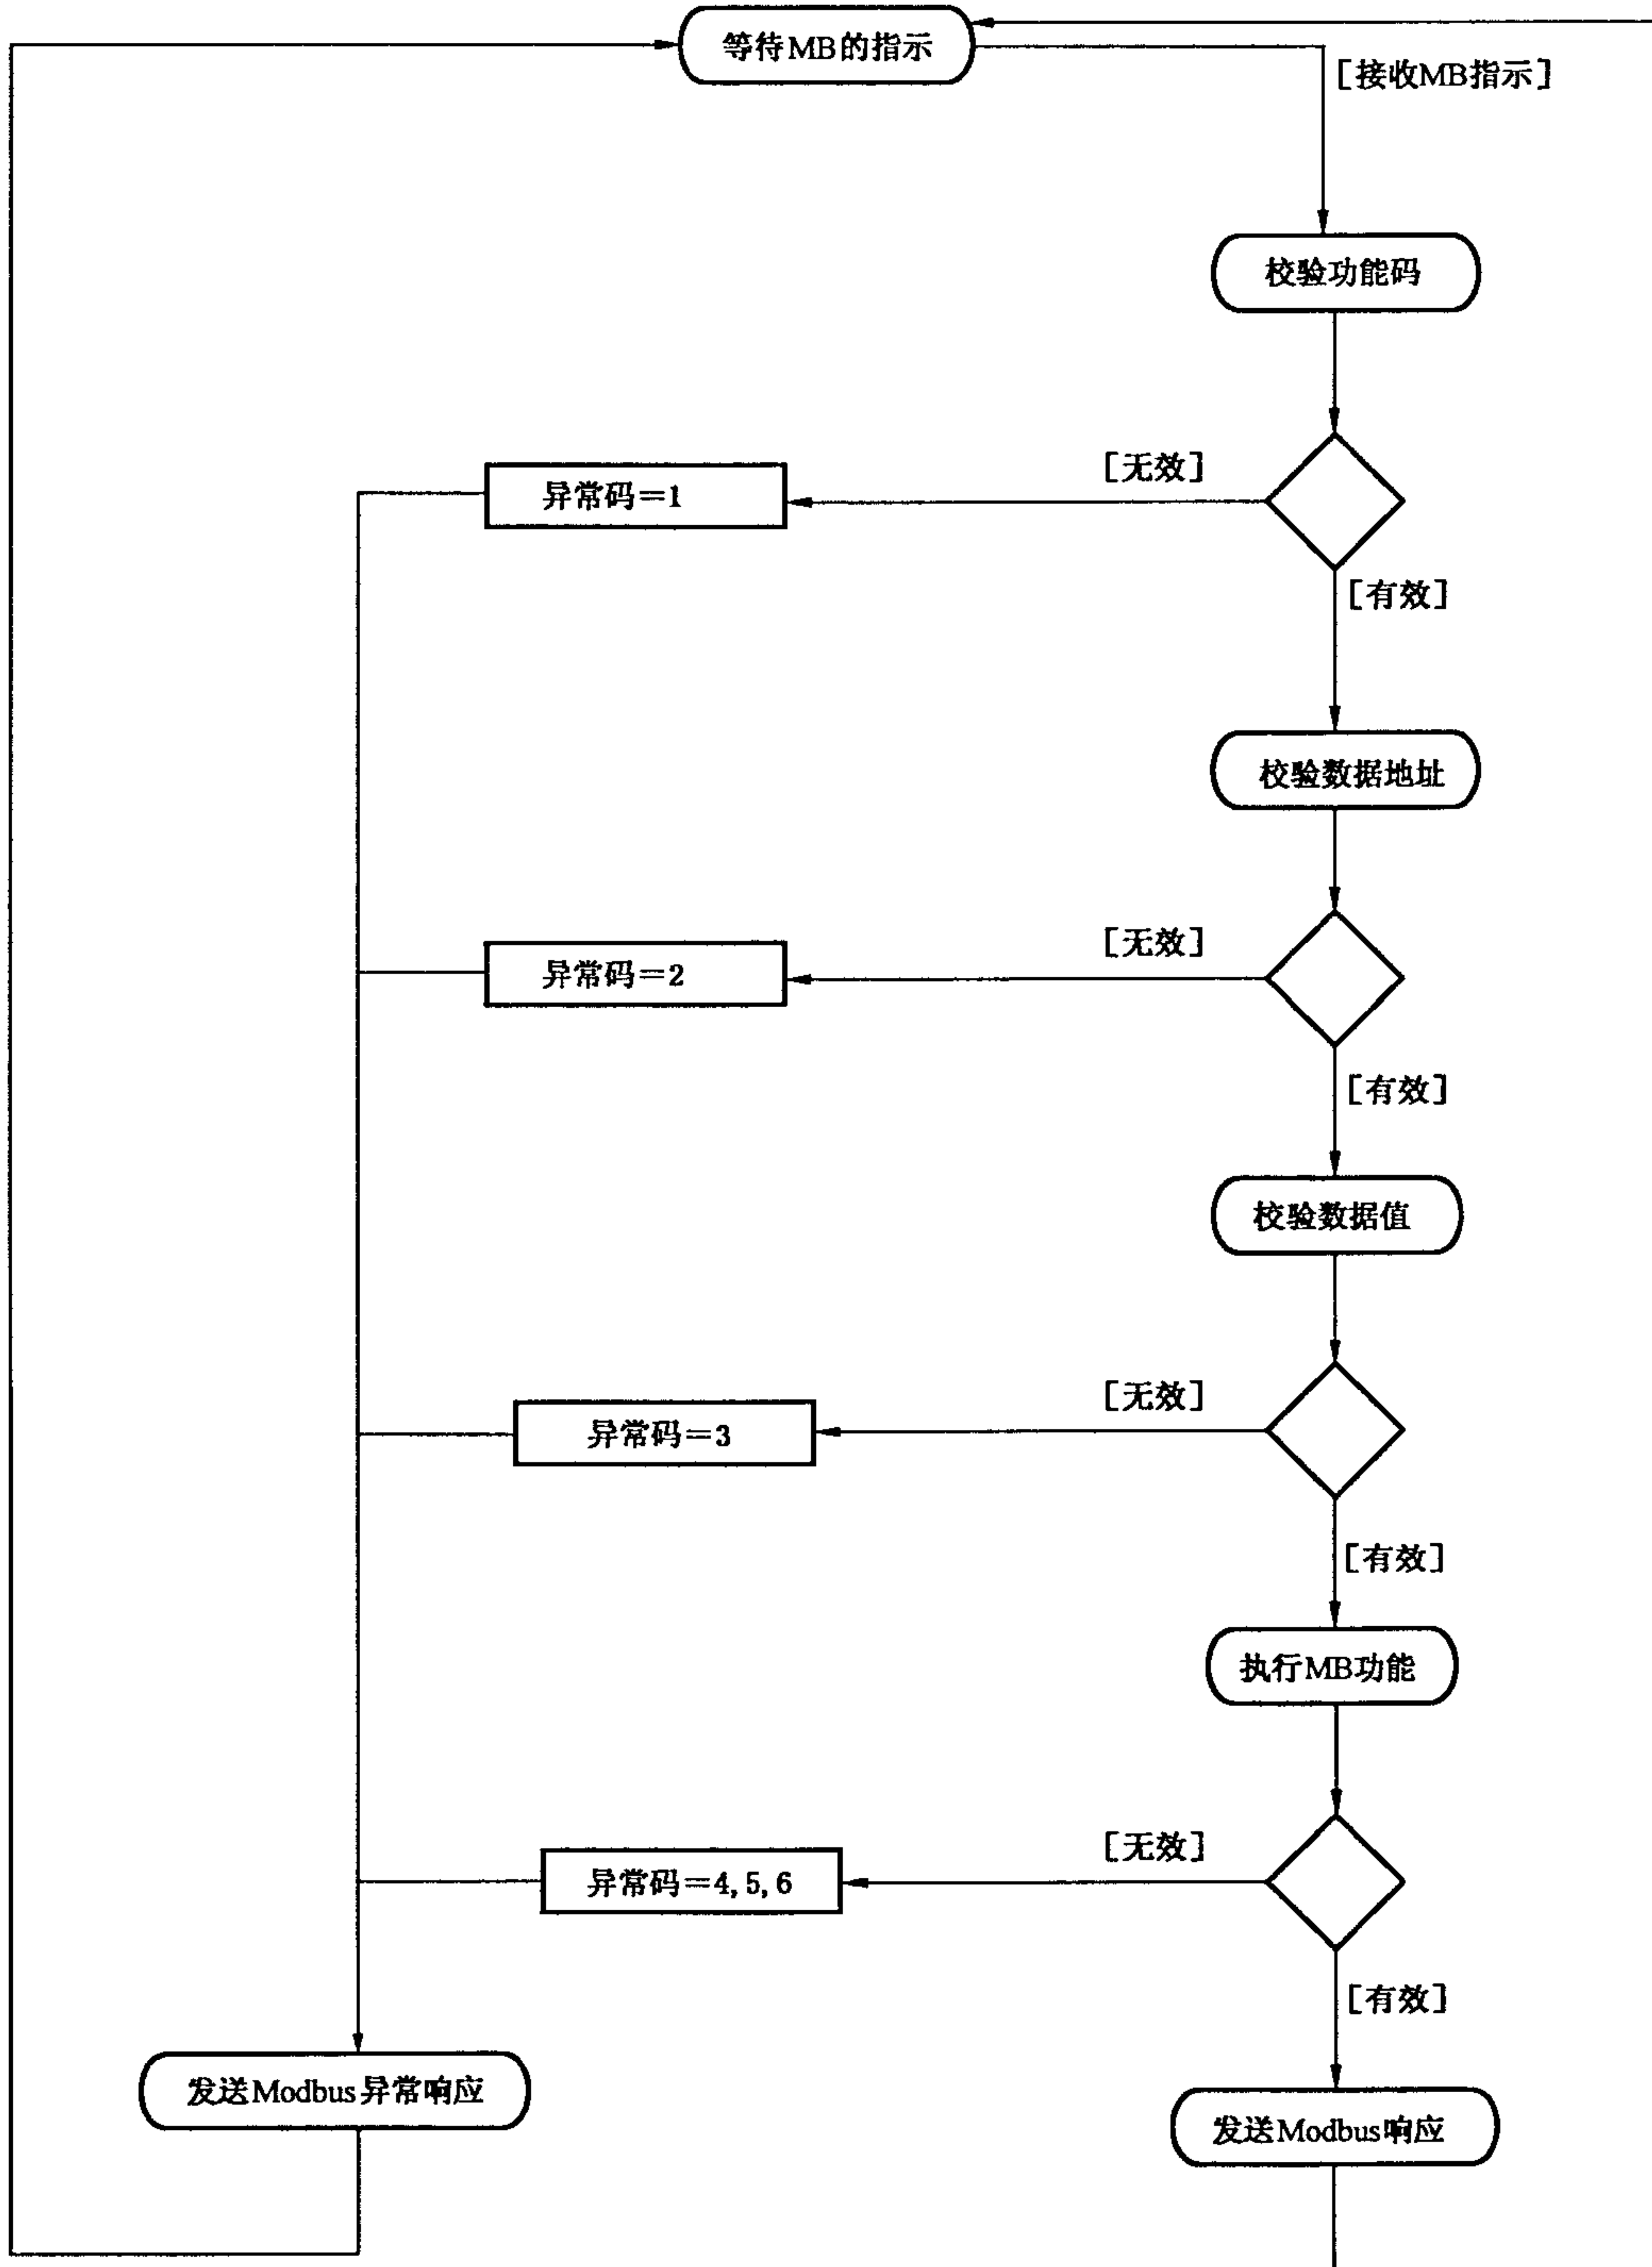 等待MB的指示
[接收MB指示]
校验功能码
[无效]
异常码=1
[有效]
校验数据地址
[无效]
异常码=2
[有效]
校验数据值
[无效]
异常码=3
[有效]
执行MB功能
[无效]
异常码=4,5,6
[有效]
发送Modbus异常响应
发送Modbus响应